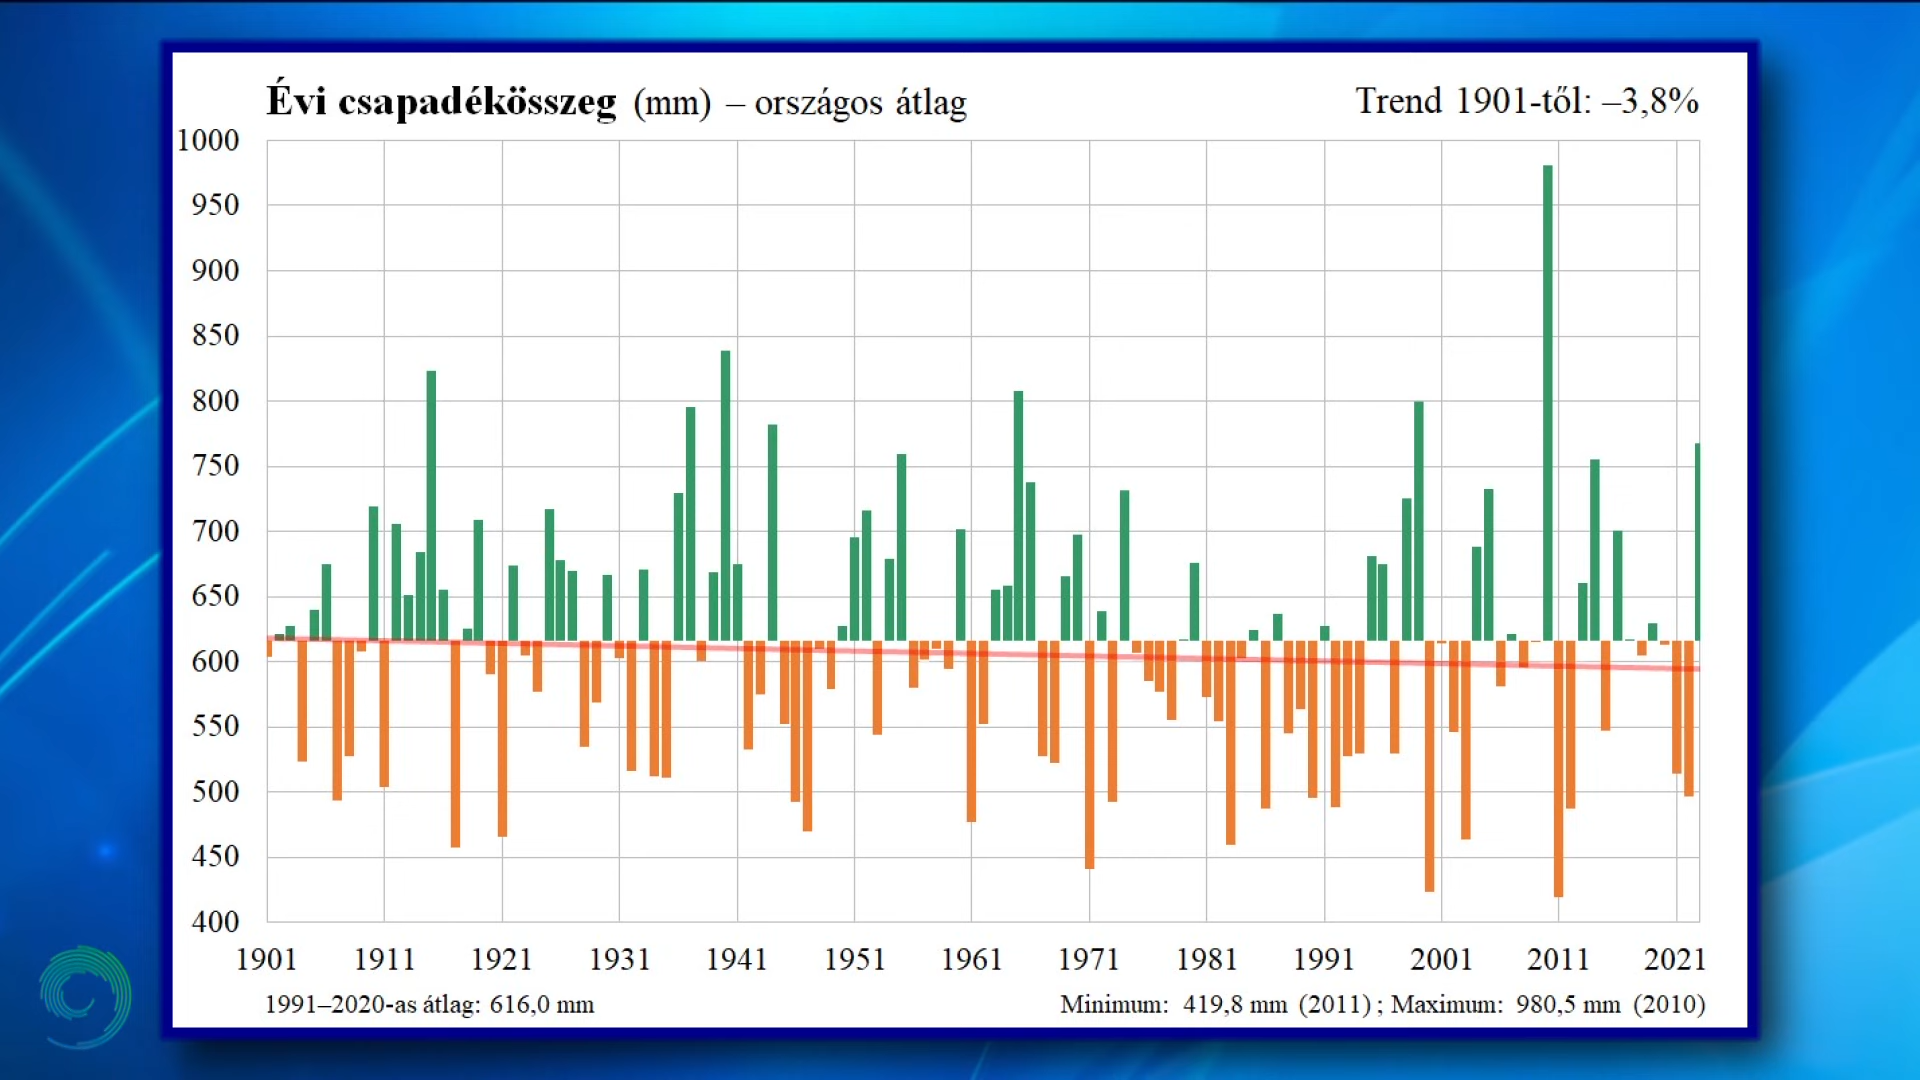 Évi csapadékösszeg (mm) – országos átlag
Trend 1901-től: –3,8%
1000
950
900
850
800
750
700
650
600
550
500
450
400
1901 1911 1921 1931 1941 1951 1961 1971 1981 1991 2001 2011 2021
1991–2020-as átlag: 616,0 mm
Minimum: 419,8 mm (2011) ; Maximum: 980,5 mm (2010)